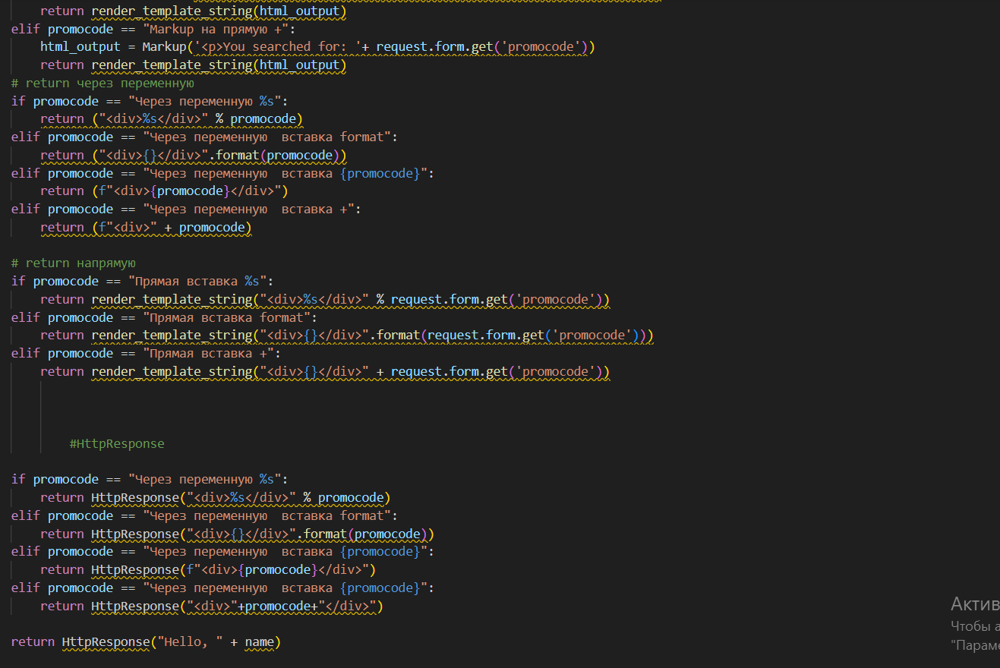 return render_template_string(html_output)
elif promocode == "Markup на прямую +":
html_output = Markup('<p>You searched for: '+ request.form.get('promocode'))
return render_template_string(html_output)
# return через переменную
if promocode == "Через переменную %s":
return ("<div>%s</div>" % promocode)
elif promocode == "Через переменную  вставка format":
return ("<div>{}</div>".format(promocode))
elif promocode == "Через переменную  вставка {promocode}":
return (f"<div>{promocode}</div>")
elif promocode == "Через переменную  вставка +":
return (f"<div>" + promocode)
# return напрямую
if promocode == "Прямая вставка %s":
return render_template_string("<div>%s</div>" % request.form.get('promocode'))
elif promocode == "Прямая вставка format":
return render_template_string("<div>{}</div>".format(request.form.get('promocode')))
elif promocode == "Прямая вставка +":
return render_template_string("<div>{}</div>" + request.form.get('promocode'))
#HttpResponse
if promocode == "Через переменную %s":
return HttpResponse("<div>%s</div>" % promocode)
elif promocode == "Через переменную  вставка format":
return HttpResponse("<div>{}</div>".format(promocode))
elif promocode == "Через переменную  вставка {promocode}":
return HttpResponse(f"<div>{promocode}</div>")
elif promocode == "Через переменную  вставка {promocode}":
return HttpResponse("<div>"+promocode+"</div>")
return HttpResponse("Hello, " + name)
Актив
Чтобы а
"Параме